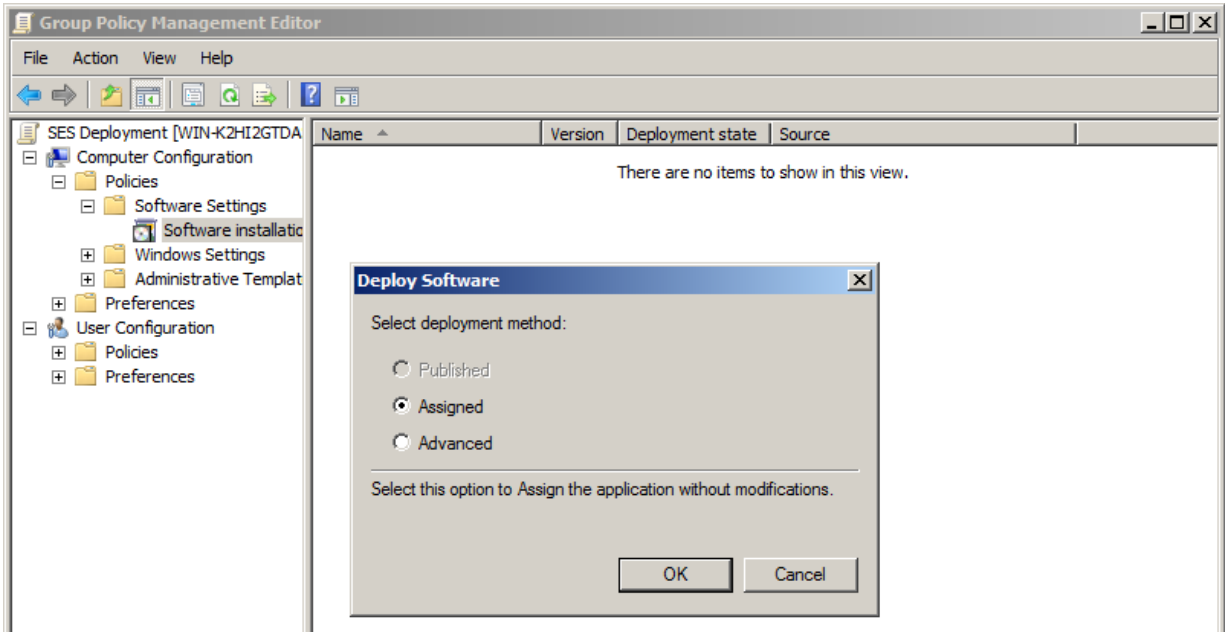 Group Policy Management Editor
File Action View Help
SES Deployment [WIN-K2HI2GTDA
Computer Configuration
Policies
Software Settings
Software installatio
Windows Settings
Administrative Templat
Preferences
User Configuration
Policies
Preferences
Name Version Deployment state Source
There are no items to show in this view.
Deploy Software
Select deployment method:
Published
Assigned
Advanced
Select this option to Assign the application without modifications.
OK Cancel